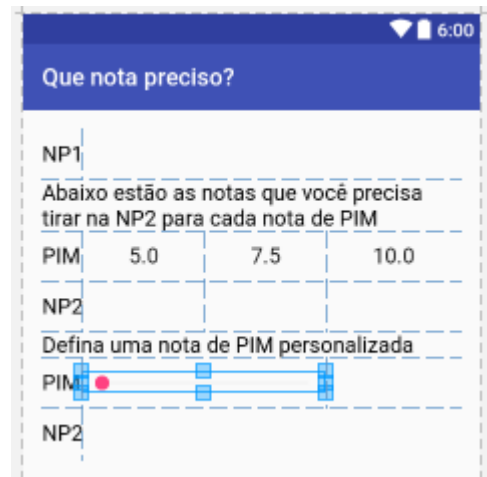 6:00
Que nota preciso?
NP1
Abaixo estão as notas que você precisa
tirar na NP2 para cada nota de PIM
PIM 5.0 7.5 10.0
NP2
Defina uma nota de PIM personalizada
PIM
NP2